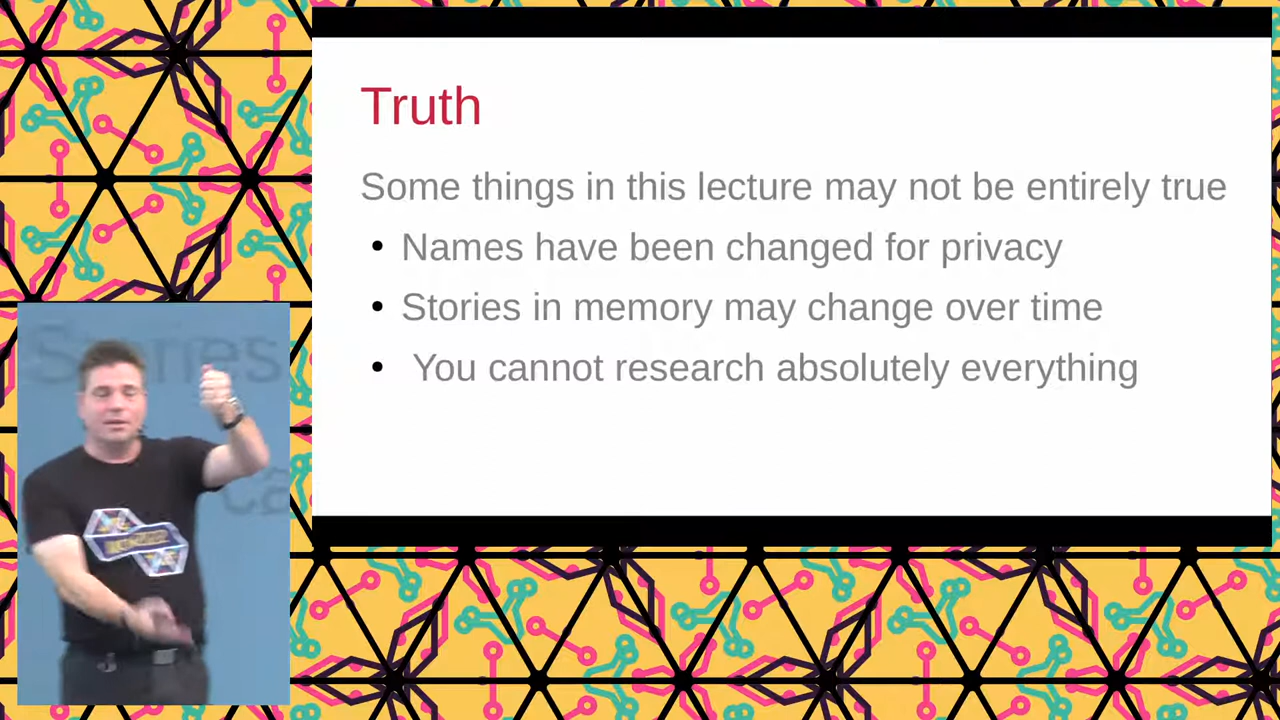 Truth
Some things in this lecture may not be entirely true
Names have been changed for privacy
Stories in memory may change over time
You cannot research absolutely everything
Stories